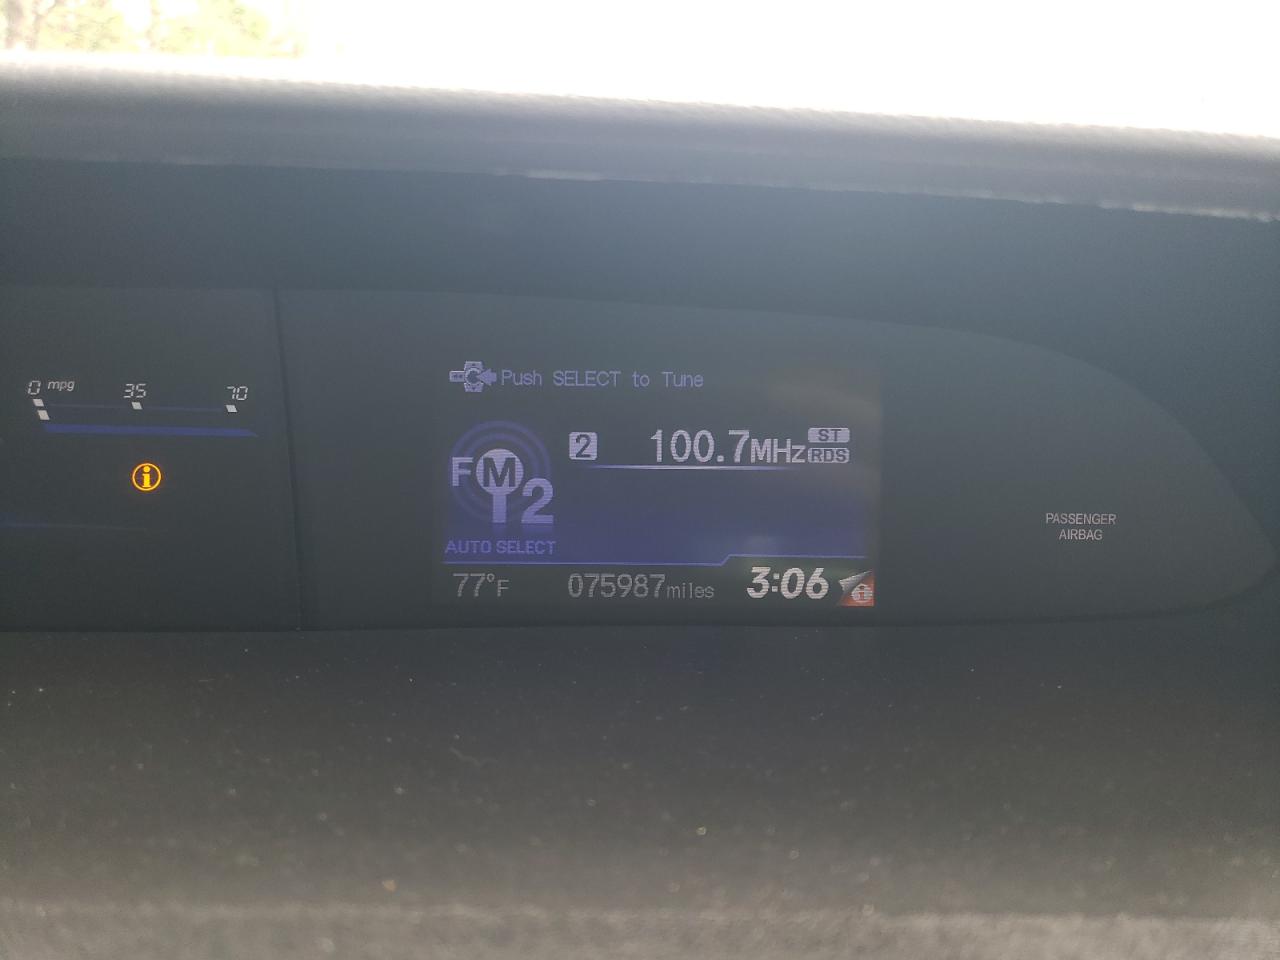 Push SELECT to Tune
0 mpg 35 70
2 100.7MHz ST
RDS
FM2
AUTO SELECT
77°F 075987miles 3:06
PASSENGER
AIRBAG